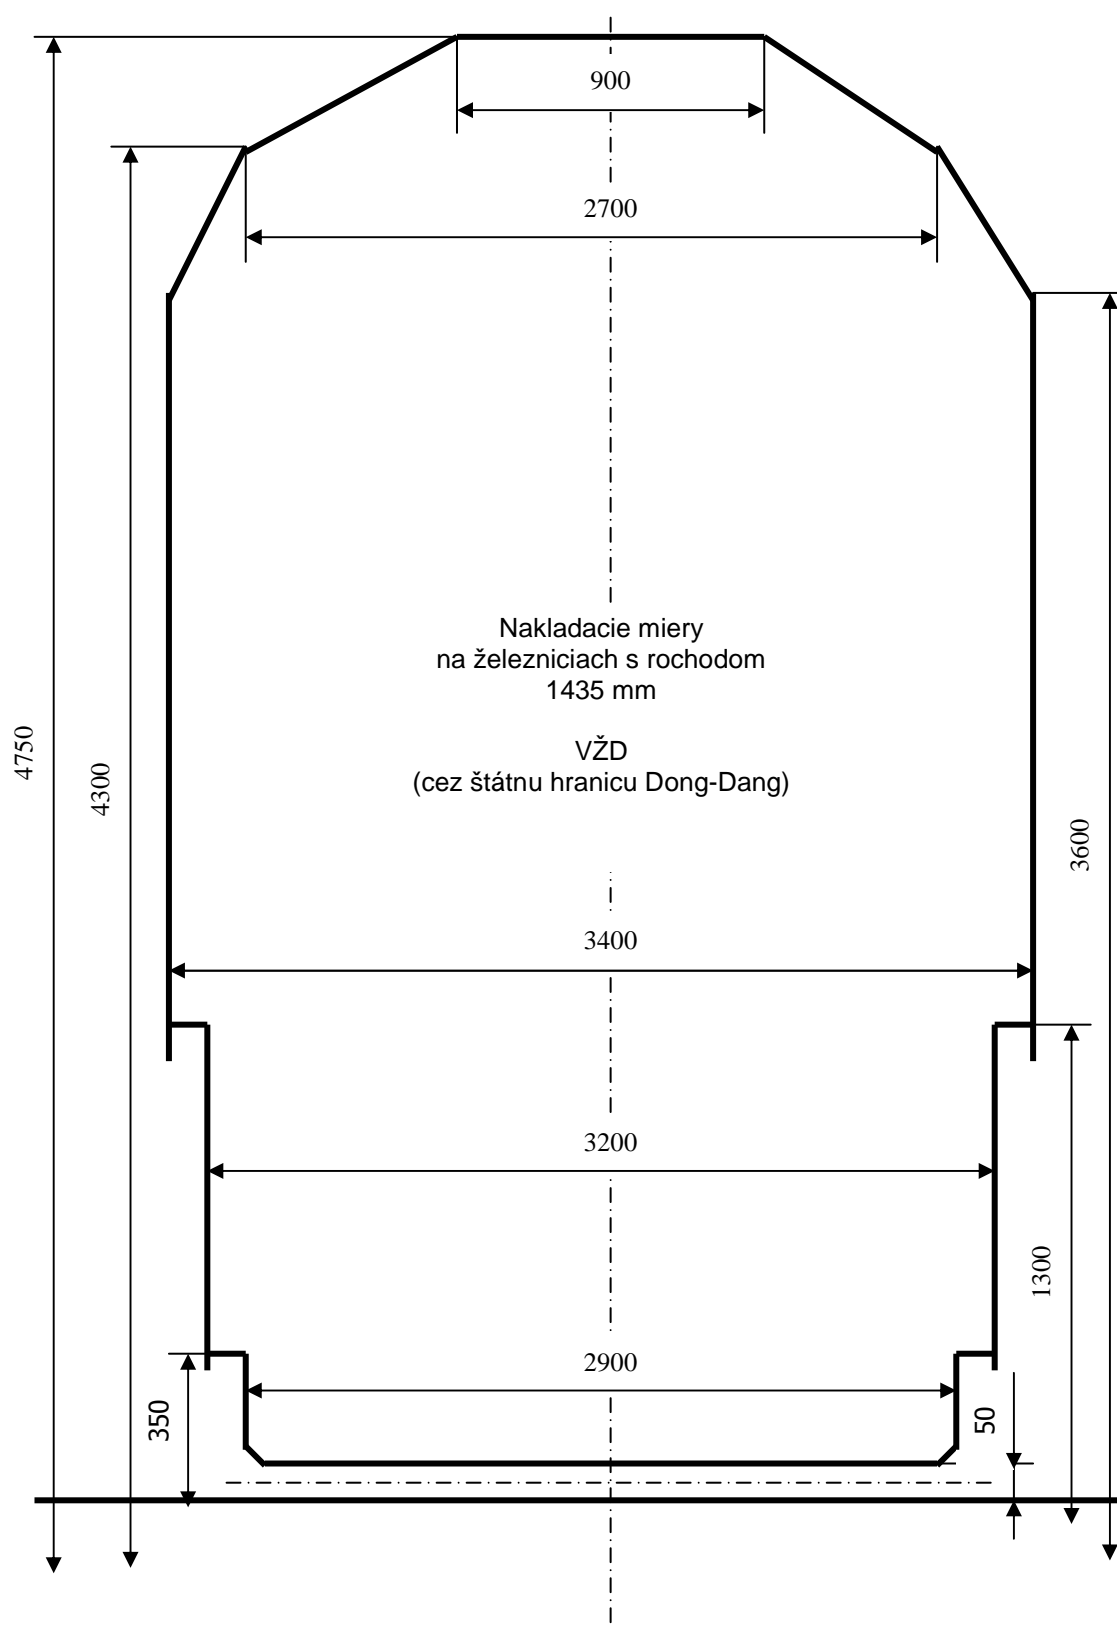 900
2700
Nakladacie miery
na železniciach s rochodom
1435 mm
VŽD
(cez štátnu hranicu Dong-Dang)
4750
4300
3600
3400
3200
1300
2900
350
50